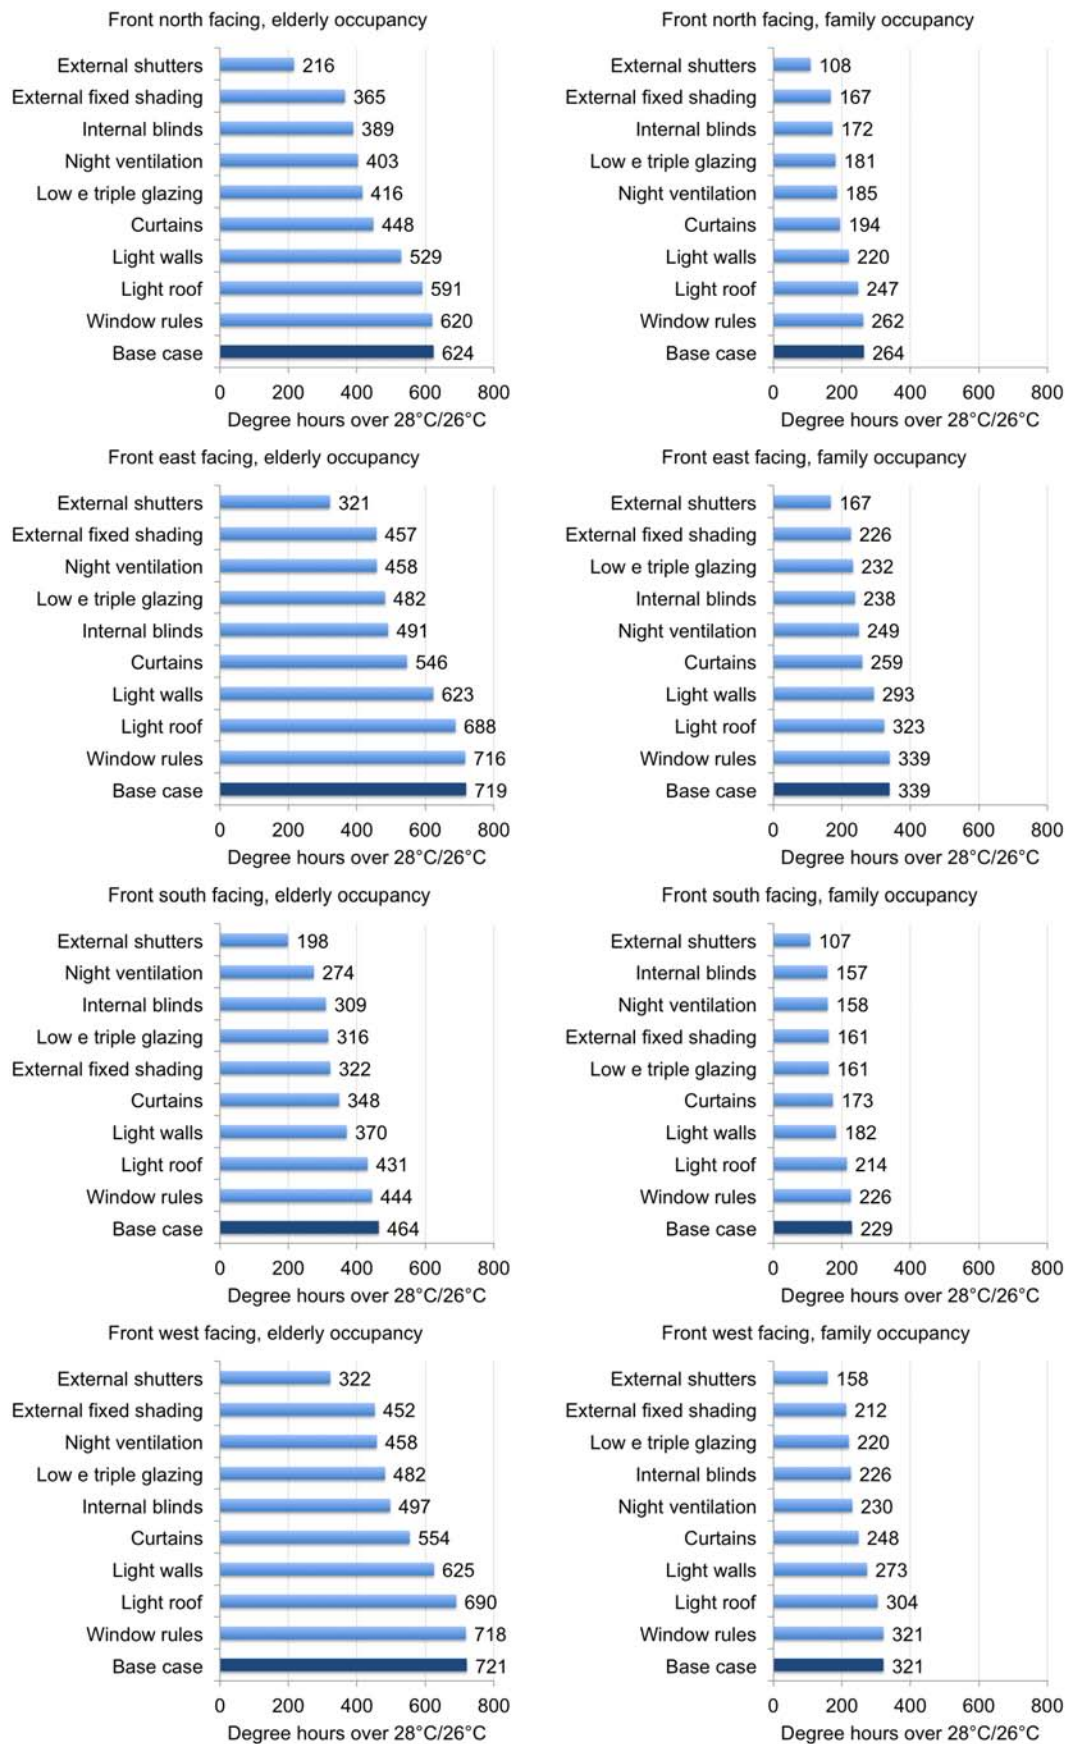 Front north facing, elderly occupancy
External shutters 216
External fixed shading 365
Internal blinds 389
Night ventilation 403
Low e triple glazing 416
Curtains 448
Light walls 529
Light roof 591
Window rules 620
Base case 624
0 200 400 600 800
Degree hours over 28°C/26°C
Front north facing, family occupancy
External shutters 108
External fixed shading 167
Internal blinds 172
Low e triple glazing 181
Night ventilation 185
Curtains 194
Light walls 220
Light roof 247
Window rules 262
Base case 264
0 200 400 600 800
Degree hours over 28°C/26°C
Front east facing, elderly occupancy
External shutters 321
External fixed shading 457
Night ventilation 458
Low e triple glazing 482
Internal blinds 491
Curtains 546
Light walls 623
Light roof 688
Window rules 716
Base case 719
0 200 400 600 800
Degree hours over 28°C/26°C
Front east facing, family occupancy
External shutters 167
External fixed shading 226
Low e triple glazing 232
Internal blinds 238
Night ventilation 249
Curtains 259
Light walls 293
Light roof 323
Window rules 339
Base case 339
0 200 400 600 800
Degree hours over 28°C/26°C
Front south facing, elderly occupancy
External shutters 198
Night ventilation 274
Internal blinds 309
Low e triple glazing 316
External fixed shading 322
Curtains 348
Light walls 370
Light roof 431
Window rules 444
Base case 464
0 200 400 600 800
Degree hours over 28°C/26°C
Front south facing, family occupancy
External shutters 107
Internal blinds 157
Night ventilation 158
External fixed shading 161
Low e triple glazing 161
Curtains 173
Light walls 182
Light roof 214
Window rules 226
Base case 229
0 200 400 600 800
Degree hours over 28°C/26°C
Front west facing, elderly occupancy
External shutters 322
External fixed shading 452
Night ventilation 458
Low e triple glazing 482
Internal blinds 497
Curtains 554
Light walls 625
Light roof 690
Window rules 718
Base case 721
0 200 400 600 800
Degree hours over 28°C/26°C
Front west facing, family occupancy
External shutters 158
External fixed shading 212
Low e triple glazing 220
Internal blinds 226
Night ventilation 230
Curtains 248
Light walls 273
Light roof 304
Window rules 321
Base case 321
0 200 400 600 800
Degree hours over 28°C/26°C